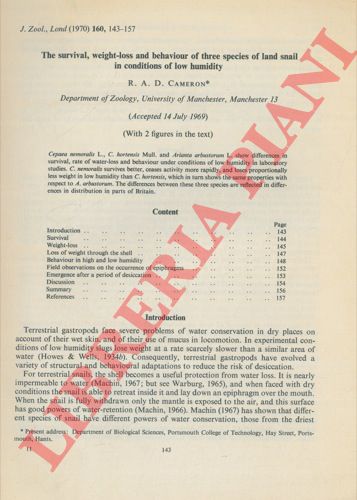 J. Zool., Lond (1970) 160, 143–157
The survival, weight-loss and behaviour of three species of land snail
in conditions of low humidity
R. A. D. CAMERON*
Department of Zoology, University of Manchester, Manchester 13
(Accepted 14 July 1969)
(With 2 figures in the text)
Cepaea nemoralis L., C. hortensis Mull. and Arianta arbustorum L. show differences in
survival, rate of water-loss and behaviour under conditions of low humidity in laboratory
studies. C. nemoralis survives better, ceases activity more rapidly, and loses proportionally
less weight in low humidity than C. hortensis, which in turn shows the same properties with
respect to A. arbustorum. The differences between these three species are reflected in differ-
ences in distribution in parts of Britain.
Content
Page
Introduction .. 143
Survival .. 144
Weight-loss .. 145
Loss of weight through the shell .. 147
Behaviour in high and low humidity .. 148
Field observations on the occurrence of epiphragms .. 152
Emergence after a period of desiccation .. 153
Discussion .. 154
Summary .. 156
References .. 157
Introduction
Terrestrial gastropods face severe problems of water conservation in dry places on
account of their wet skin, and of their use of mucus in locomotion. In experimental con-
ditions of low humidity slugs lose weight at a rate scarcely slower than a similar area of
water (Howes & Wells, 1934b). Consequently, terrestrial gastropods have evolved a
variety of structural and behavioural adaptations to reduce the risk of desiccation.
For terrestrial snails, the shell becomes a useful protection from water loss. It is nearly
impermeable to water (Machin, 1967; but see Warburg, 1965), and when faced with dry
conditions the snail is able to retreat inside it and lay down an epiphragm over the mouth.
When the snail is fully withdrawn only the mantle is exposed to the air, and this surface
has good powers of water-retention (Machin, 1966). Machin (1967) has shown that differ-
ent species of snail have different powers of water conservation, those from the driest
* Present address: Department of Biological Sciences, Portsmouth College of Technology, Hay Street, Ports-
mouth, Hants.
143
LIBRERIA PIANI